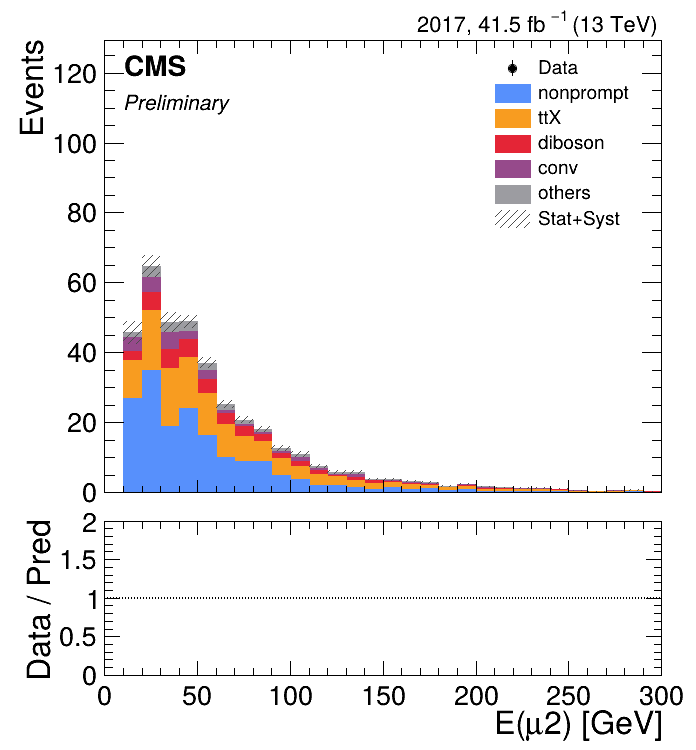 2017, 41.5 fb⁻¹ (13 TeV)
CMS
Preliminary
Data
nonprompt
ttX
diboson
conv
others
Stat+Syst
Events
120
100
80
60
40
20
0
Data / Pred
2
1.5
1
0.5
0
0 50 100 150 200 250 300
E(μ2) [GeV]